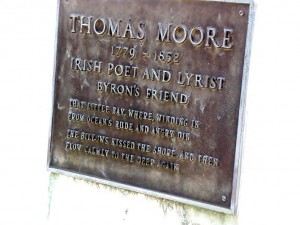 THOMAS MOORE
1779 - 1852
IRISH POET AND LYRIST
BYRON'S FRIEND
THAT LITTLE BAY, WHERE, WINDING IN
FROM OCEAN'S RUDE AND ANGRY DIN
THE BILLOWS KISSED THE SHORE, AND THEN
FROM CALMLY TO THE DEEP AGAIN